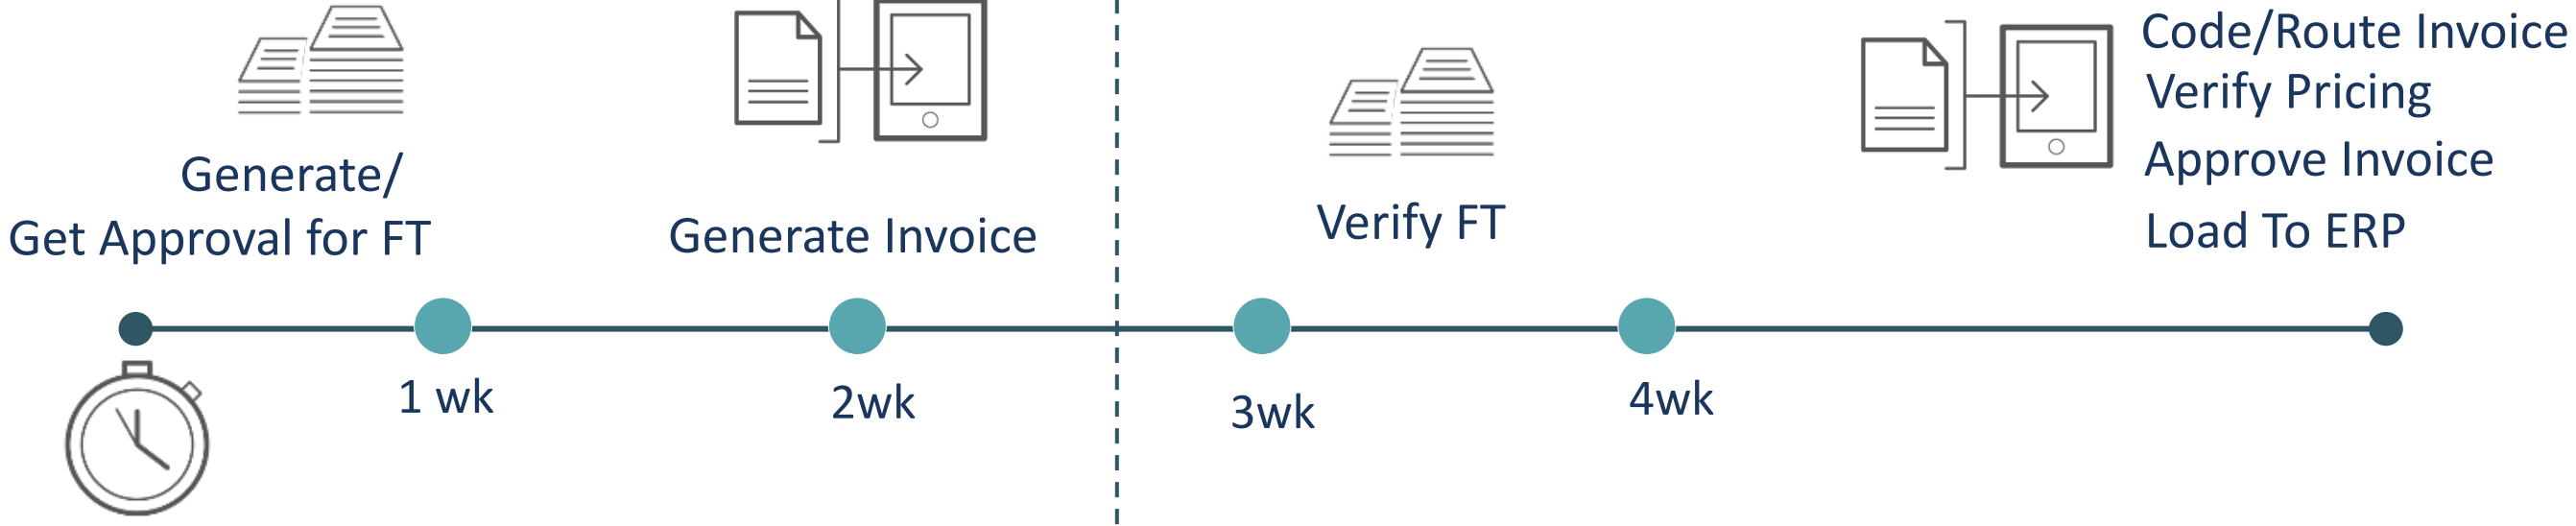 Generate/
Get Approval for FT
Generate Invoice
Verify FT
Code/Route Invoice
Verify Pricing
Approve Invoice
Load To ERP
1 wk
2wk
3wk
4wk